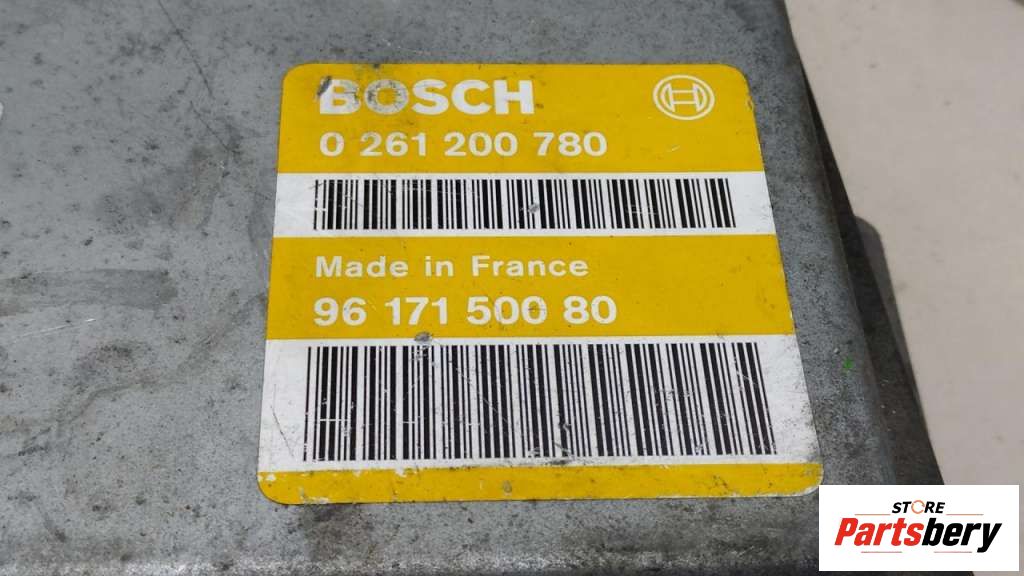 BOSCH
0 261 200 780
Made in France
96 171 500 80
STORE
Partsbery